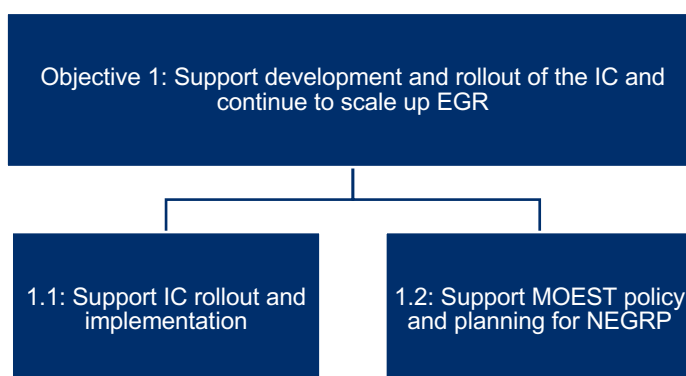 Objective 1: Support development and rollout of the IC and
continue to scale up EGR
1.1: Support IC rollout and
implementation
1.2: Support MOEST policy
and planning for NEGRP